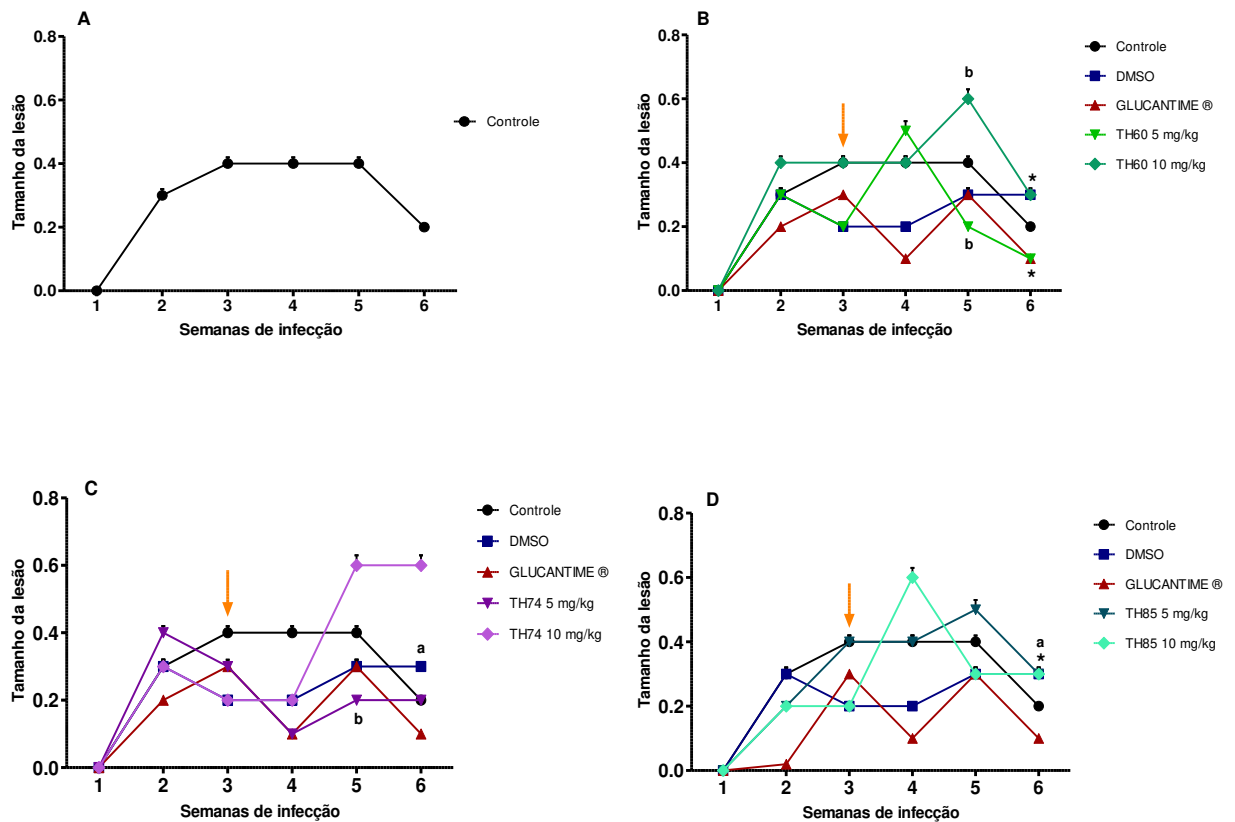 A
0.8
0.6
0.4
0.2
0.0
Tamanho da lesão
1 2 3 4 5 6
Semanas de infecção
Controle
B
0.8
0.6
0.4
0.2
0.0
Tamanho da lesão
b
*
b
*
1 2 3 4 5 6
Semanas de infecção
Controle
DMSO
GLUCANTIME ®
TH60 5 mg/kg
TH60 10 mg/kg
C
0.8
0.6
0.4
0.2
0.0
Tamanho da lesão
a
b
1 2 3 4 5 6
Semanas de infecção
Controle
DMSO
GLUCANTIME ®
TH74 5 mg/kg
TH74 10 mg/kg
D
0.8
0.6
0.4
0.2
0.0
Tamanho da lesão
a
*
1 2 3 4 5 6
Semanas de infecção
Controle
DMSO
GLUCANTIME ®
TH85 5 mg/kg
TH85 10 mg/kg